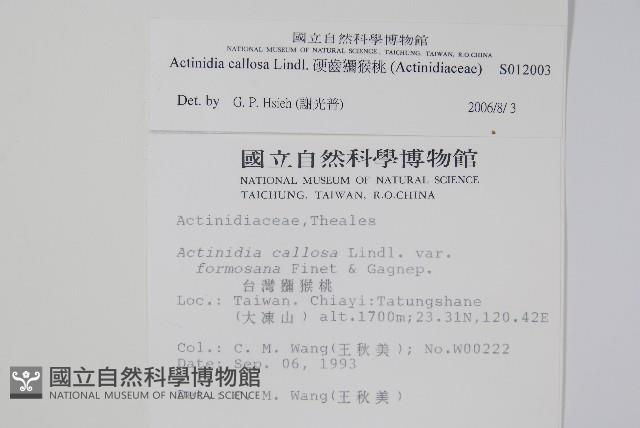 國立自然科學博物館
NATIONAL MUSEUM OF NATURAL SCIENCE, TAICHUNG, TAIWAN, R.O.CHINA
Actinidia callosa Lindl. 硬齒獼猴桃 (Actinidiaceae) S012003
Det. by G. P. Hsieh (謝光普) 2006/8/ 3
國立自然科學博物館
NATIONAL MUSEUM OF NATURAL SCIENCE
TAICHUNG, TAIWAN, R.O.CHINA
Actinidiaceae,Theales
Actinidia callosa Lindl. var.
formosana Finet & Gagnep.
台灣獼猴桃
Loc.: Taiwan. Chiayi:Tatungshane
(大凍山) alt.1700m;23.31N,120.42E
Col.: C. M. Wang(王秋美); No.W00222
Date: Sep. 06, 1993
M. Wang(王秋美)
國立自然科學博物館
NATIONAL MUSEUM OF NATURAL SCIENCE